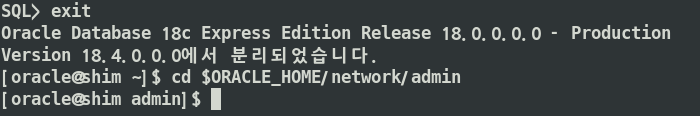 SQL> exit
Oracle Database 18c Express Edition Release 18.0.0.0.0 - Production
Version 18.4.0.0.0에서 분리되었습니다.
[oracle@shim ~]$ cd $ORACLE_HOME/network/admin
[oracle@shim admin]$